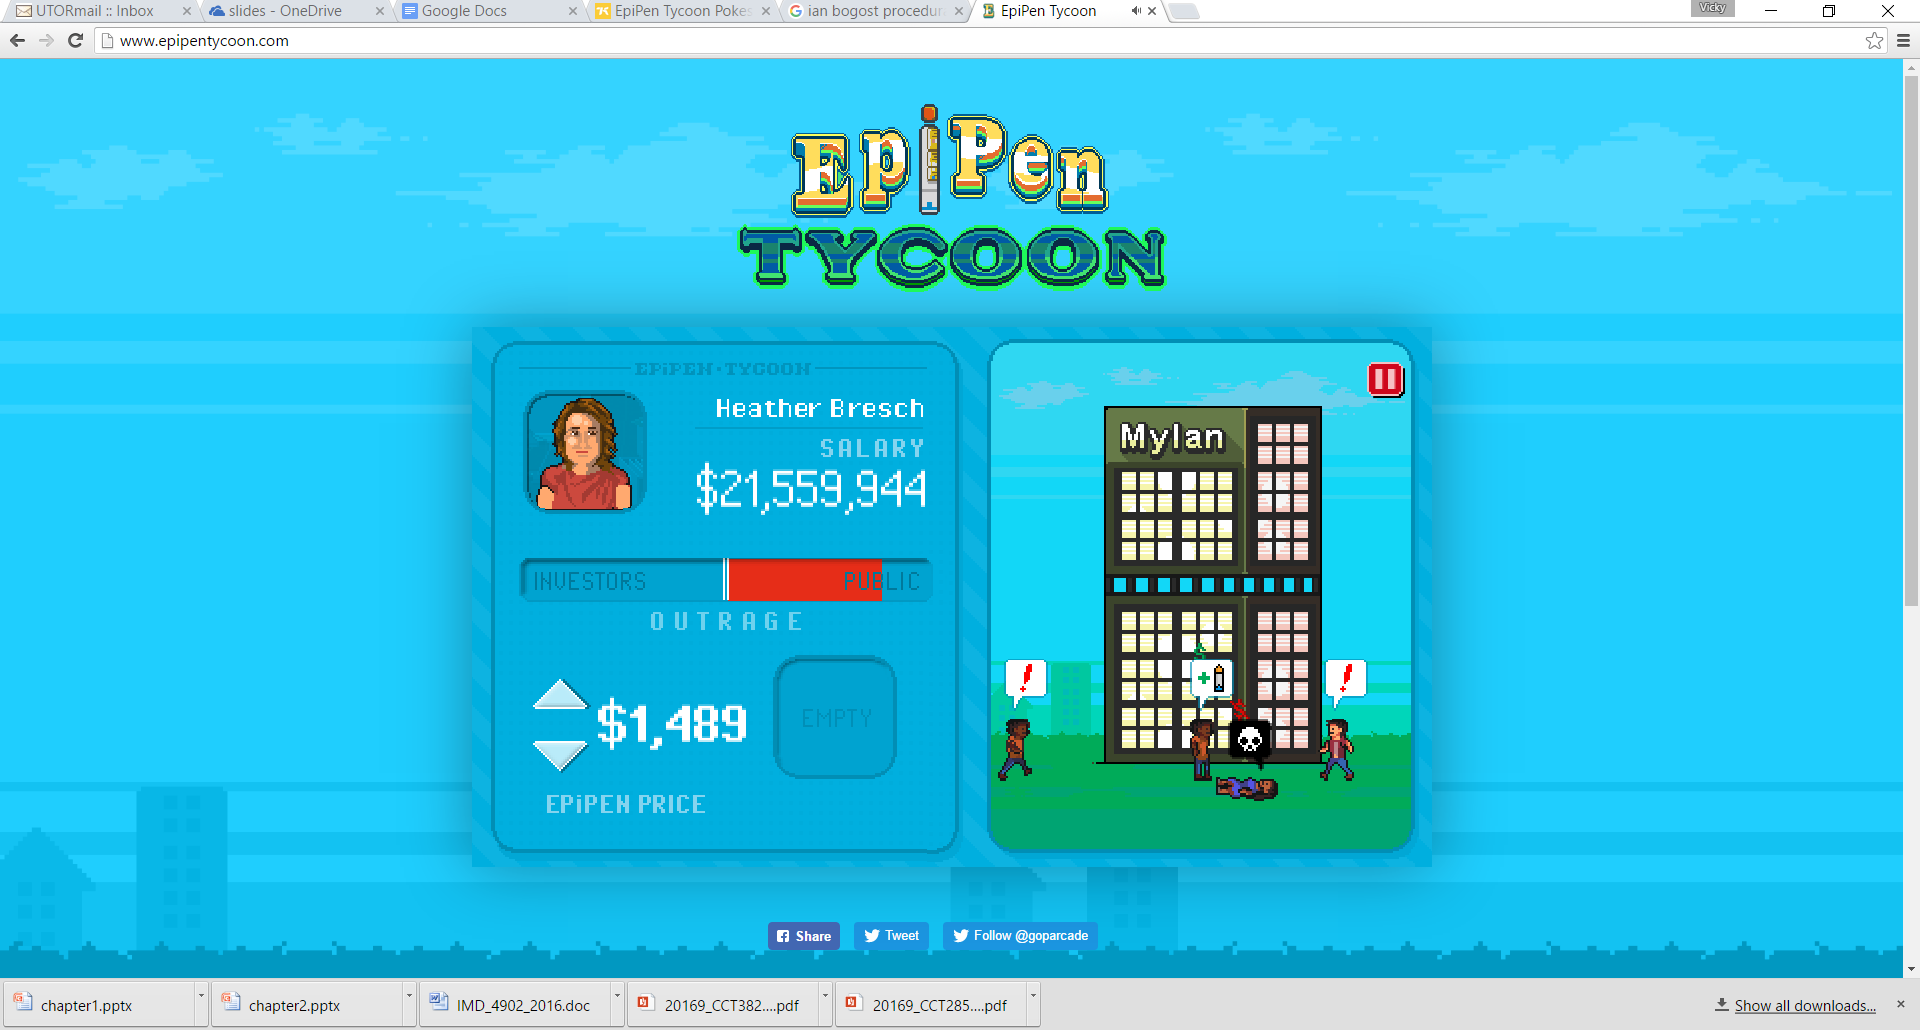 UTORmail :: Inbox
slides - OneDrive
Google Docs
EpiPen Tycoon Pokes
ian bogost procedura
EpiPen Tycoon
Vicky
www.epipentycoon.com
EpiPen
TYCOON
EPiPEN·TYCOON
Heather Bresch
SALARY
$21,559,944
INVESTORS
PUBLIC
OUTRAGE
$1,489
EMPTY
EPiPEN PRICE
Mylan
!
$
+
$
!
Share
Tweet
Follow @goparcade
chapter1.pptx
chapter2.pptx
IMD_4902_2016.doc
20169_CCT382....pdf
20169_CCT285....pdf
Show all downloads...